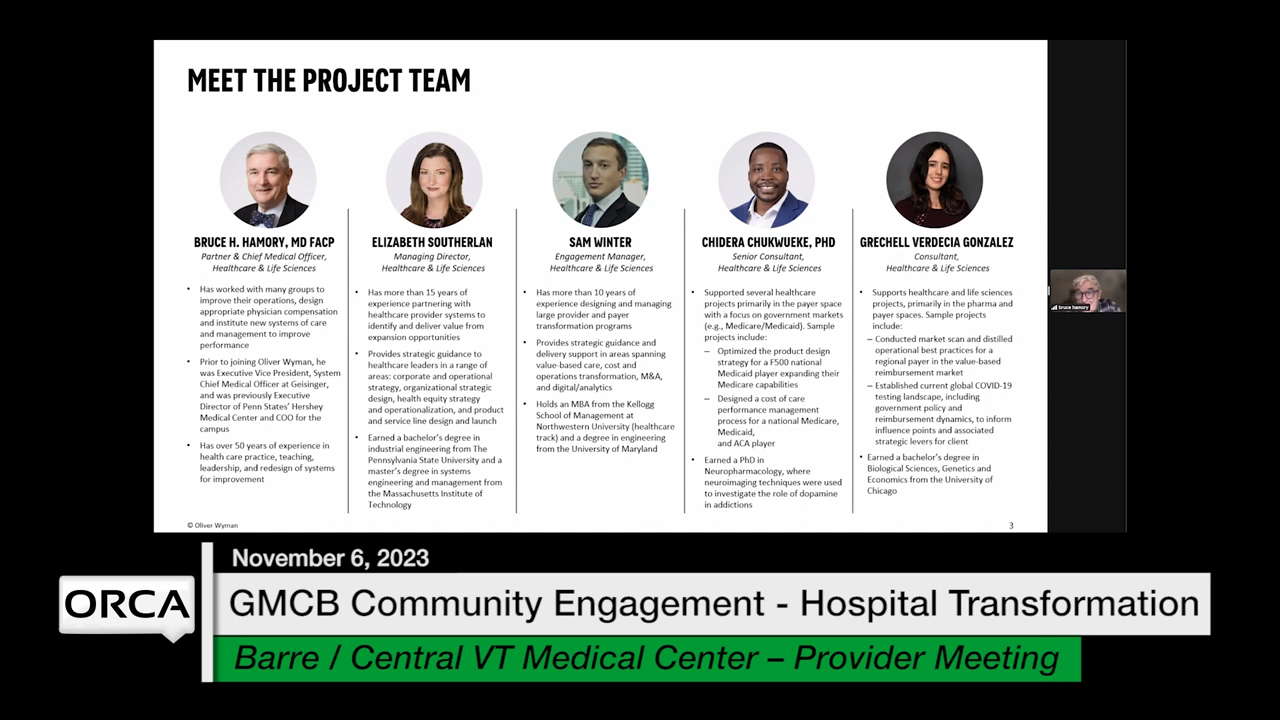 MEET THE PROJECT TEAM
BRUCE H. HAMORY, MD FACP
Partner & Chief Medical Officer,
Healthcare & Life Sciences
• Has worked with many groups to
improve their operations, design
appropriate physician compensation
and institute new systems of care
and management to improve
performance
• Prior to joining Oliver Wyman, he
was Executive Vice President, System
Chief Medical Officer at Geisinger,
and was previously Executive
Director of Penn States' Hershey
Medical Center and COO for the
campus
• Has over 50 years of experience in
health care practice, teaching,
leadership, and redesign of systems
for improvement
ELIZABETH SOUTHERLAN
Managing Director,
Healthcare & Life Sciences
• Has more than 15 years of
experience partnering with
healthcare provider systems to
identify and deliver value from
expansion opportunities
• Provides strategic guidance to
healthcare leaders in a range of
areas: corporate and operational
strategy, organizational strategic
design, health equity strategy
and operationalization, and product
and service line design and launch
• Earned a bachelor's degree in
industrial engineering from The
Pennsylvania State University and a
master's degree in systems
engineering and management from
the Massachusetts Institute of
Technology
SAM WINTER
Engagement Manager,
Healthcare & Life Sciences
• Has more than 10 years of
experience designing and managing
large provider and payer
transformation programs
• Provides strategic guidance and
delivery support in areas spanning
value-based care, cost and
operations transformation, M&A,
and digital/analytics
• Holds an MBA from the Kellogg
School of Management at
Northwestern University (healthcare
track) and a degree in engineering
from the University of Maryland
CHIDERA CHUKWUEKE, PHD
Senior Consultant,
Healthcare & Life Sciences
• Supported several healthcare
projects primarily in the payer space
with a focus on government markets
(e.g., Medicare/Medicaid). Sample
projects include:
– Optimized the product design
strategy for a F500 national
Medicaid player expanding their
Medicare capabilities
– Designed a cost of care
performance management
process for a national Medicare,
Medicaid,
and ACA player
• Earned a PhD in
Neuropharmacology, where
neuroimaging techniques were used
to investigate the role of dopamine
in addictions
GRECHELL VERDECIA GONZALEZ
Consultant,
Healthcare & Life Sciences
• Supports healthcare and life sciences
projects, primarily in the pharma and
payer spaces. Sample projects
include:
– Conducted market scan and distilled
operational best practices for a
regional payer in the value-based
reimbursement market
– Established current global COVID-19
testing landscape, including
government policy and
reimbursement dynamics, to inform
influence points and associated
strategic levers for client
• Earned a bachelor's degree in
Biological Sciences, Genetics and
Economics from the University of
Chicago
© Oliver Wyman
3
bruce hamory
November 6, 2023
ORCA
GMCB Community Engagement - Hospital Transformation
Barre / Central VT Medical Center – Provider Meeting